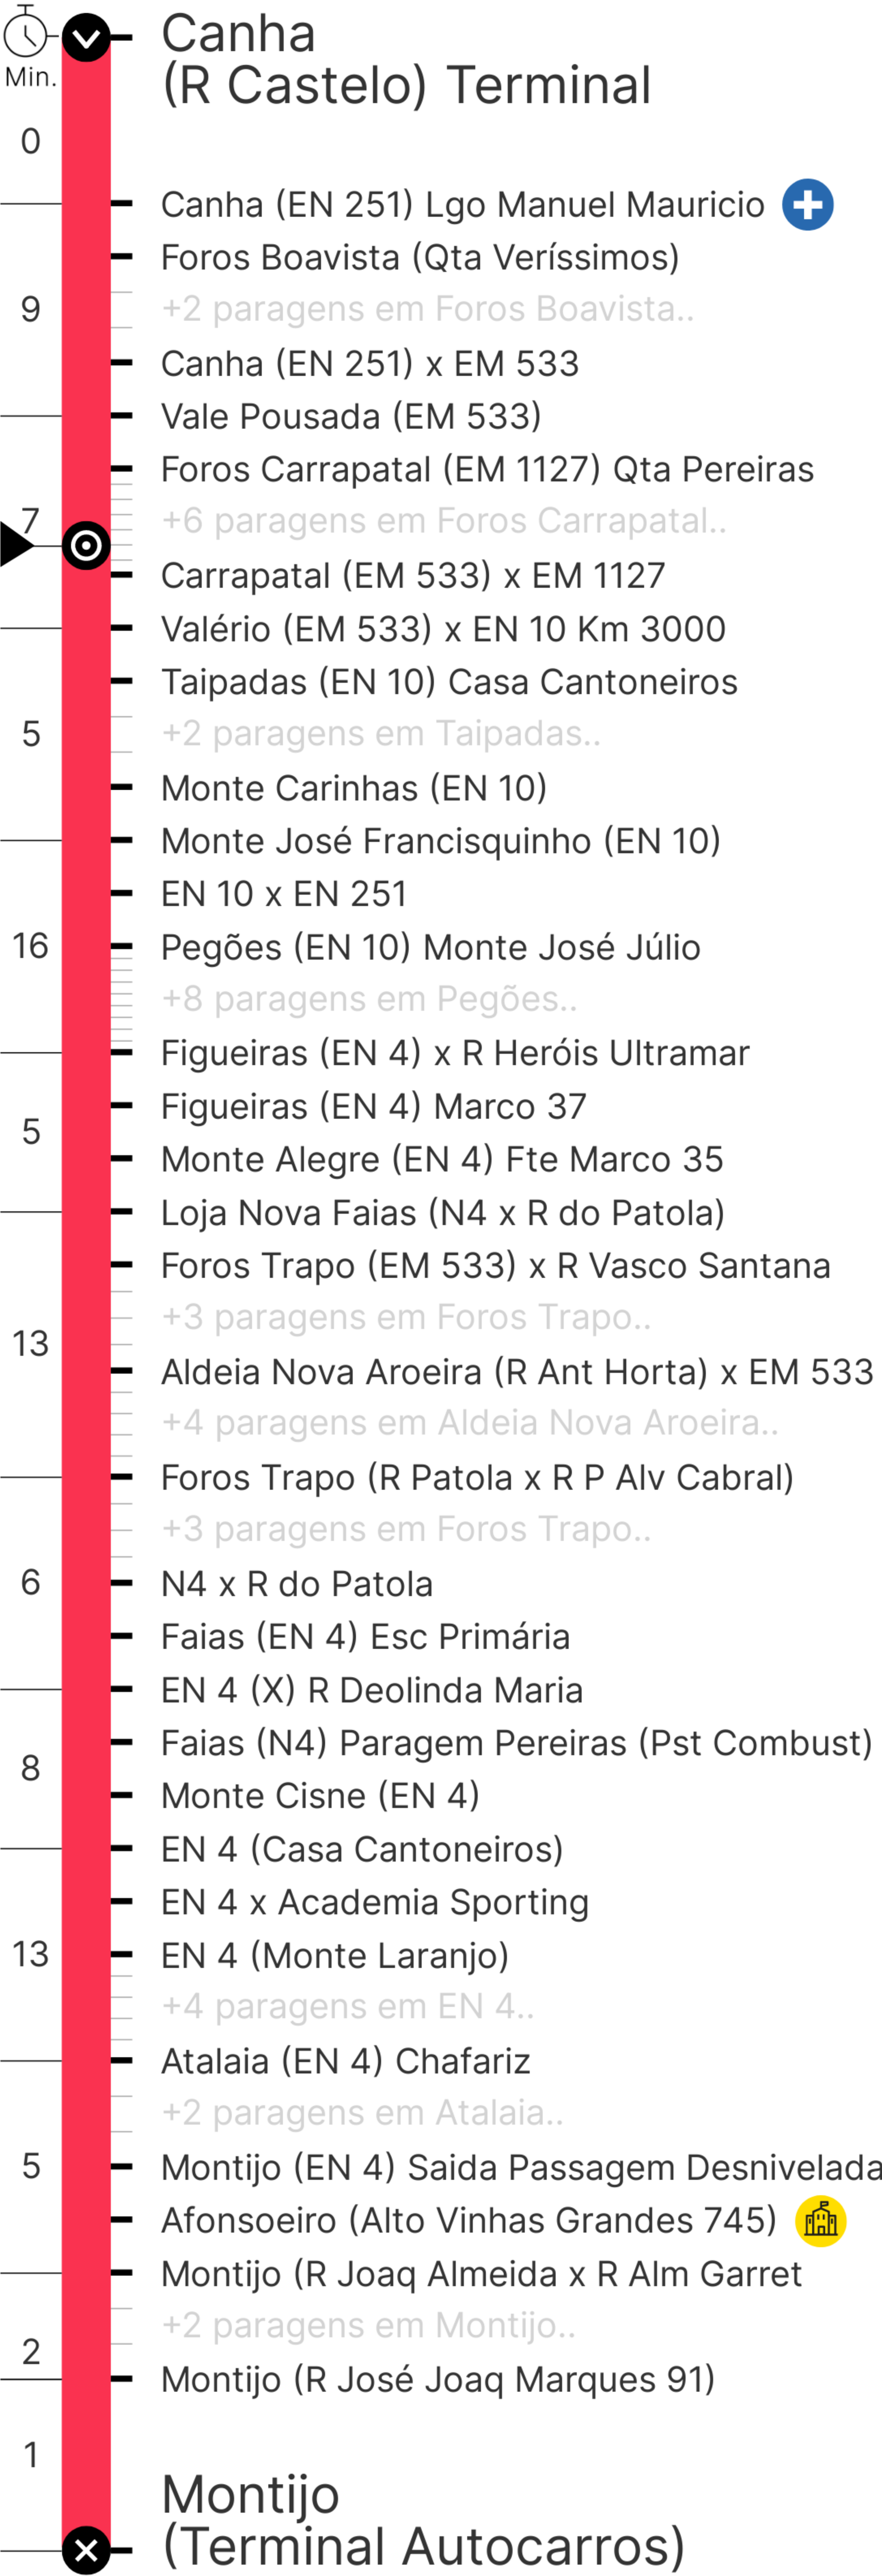 Canha
(R Castelo) Terminal
Min.
0
Canha (EN 251) Lgo Manuel Mauricio
Foros Boavista (Qta Veríssimos)
9
+2 paragens em Foros Boavista..
Canha (EN 251) x EM 533
Vale Pousada (EM 533)
Foros Carrapatal (EM 1127) Qta Pereiras
7
+6 paragens em Foros Carrapatal..
Carrapatal (EM 533) x EM 1127
Valério (EM 533) x EN 10 Km 3000
Taipadas (EN 10) Casa Cantoneiros
5
+2 paragens em Taipadas..
Monte Carinhas (EN 10)
Monte José Francisquinho (EN 10)
EN 10 x EN 251
16
Pegões (EN 10) Monte José Júlio
+8 paragens em Pegões..
Figueiras (EN 4) x R Heróis Ultramar
Figueiras (EN 4) Marco 37
5
Monte Alegre (EN 4) Fte Marco 35
Loja Nova Faias (N4 x R do Patola)
Foros Trapo (EM 533) x R Vasco Santana
+3 paragens em Foros Trapo..
13
Aldeia Nova Aroeira (R Ant Horta) x EM 533
+4 paragens em Aldeia Nova Aroeira..
Foros Trapo (R Patola x R P Alv Cabral)
+3 paragens em Foros Trapo..
6
N4 x R do Patola
Faias (EN 4) Esc Primária
EN 4 (X) R Deolinda Maria
Faias (N4) Paragem Pereiras (Pst Combust)
8
Monte Cisne (EN 4)
EN 4 (Casa Cantoneiros)
EN 4 x Academia Sporting
13
EN 4 (Monte Laranjo)
+4 paragens em EN 4..
Atalaia (EN 4) Chafariz
+2 paragens em Atalaia..
5
Montijo (EN 4) Saida Passagem Desnivelada
Afonsoeiro (Alto Vinhas Grandes 745)
Montijo (R Joaq Almeida x R Alm Garret
+2 paragens em Montijo..
2
Montijo (R José Joaq Marques 91)
1
Montijo
(Terminal Autocarros)